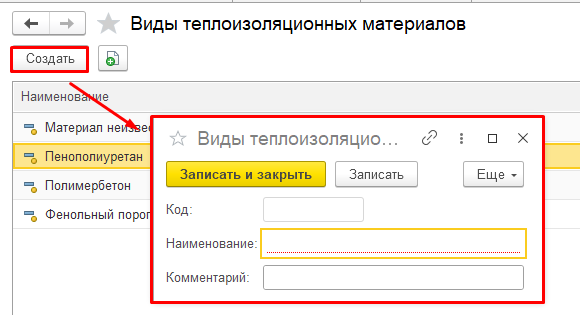 Виды теплоизоляционных материалов
Создать
Наименование
Материал неизвес
Пенополиуретан
Полимербетон
Фенольный
Виды теплоизоляцио...
Записать и закрыть
Записать
Еще
Код:
Наименование:
Комментарий: